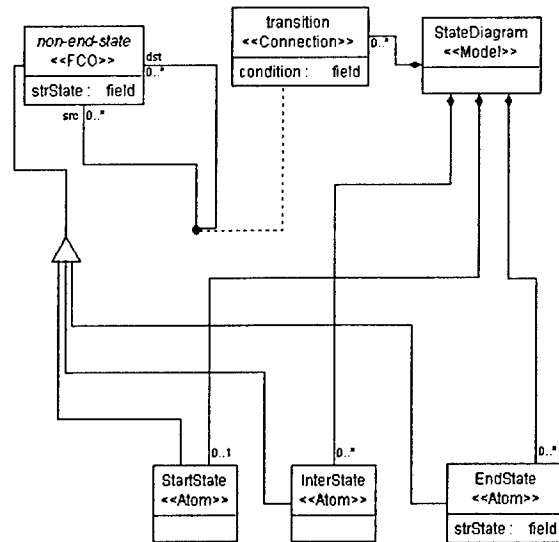 non-end-state
<<FCO>>
strState : field
dst
0..*
src 0..*
transition
<<Connection>>
condition : field
0..*
StateDiagram
<<Model>>
0..1
StartState
<<Atom>>
0..*
InterState
<<Atom>>
0..*
EndState
<<Atom>>
strState : field